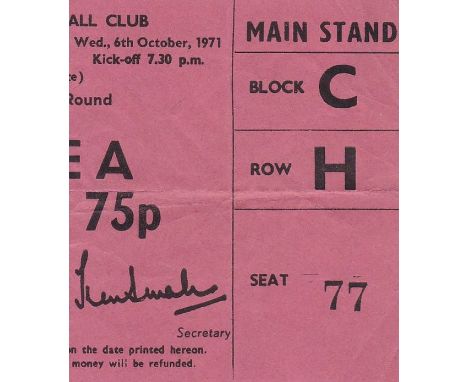 ALL CLUB
Wed., 6th October, 1971
Kick-off 7.30 p.m.
e)
Round
E A
75p
Secretary
on the date printed hereon.
money will be refunded.
MAIN STAND
BLOCK C
ROW H
SEAT 77